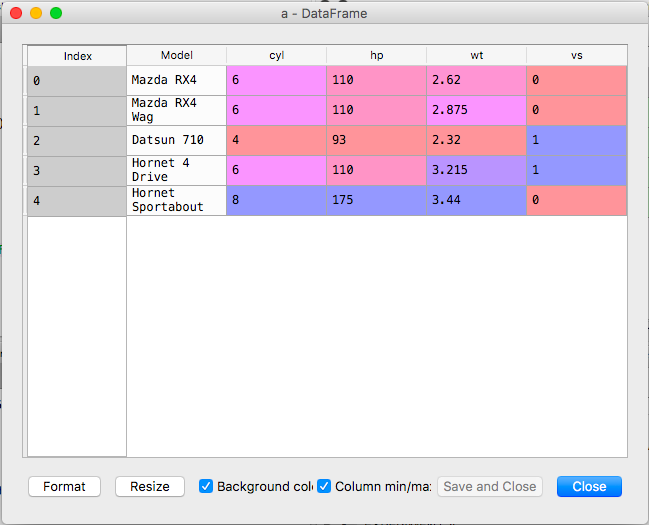 a - DataFrame
Index Model cyl hp wt vs
0 Mazda RX4 6 110 2.62 0
1 Mazda RX4 Wag 6 110 2.875 0
2 Datsun 710 4 93 2.32 1
3 Hornet 4 Drive 6 110 3.215 1
4 Hornet Sportabout 8 175 3.44 0
Format Resize Background col Column min/ma Save and Close Close